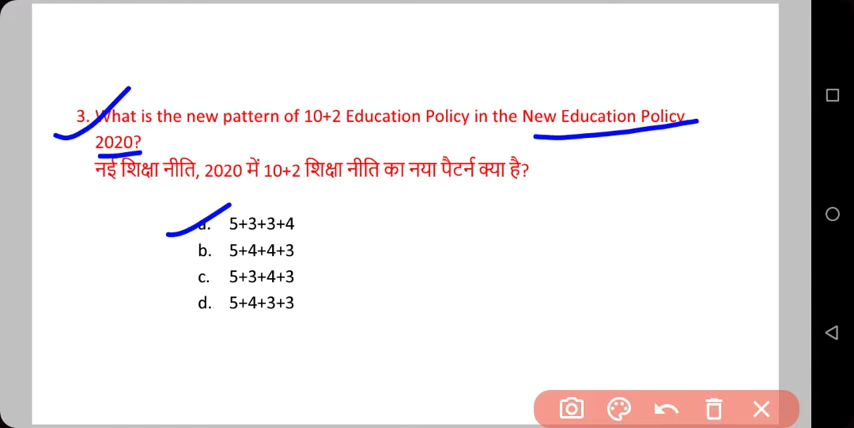 3. What is the new pattern of 10+2 Education Policy in the New Education Policy
2020?
नई शिक्षा नीति, 2020 में 10+2 शिक्षा नीति का नया पैटर्न क्या है?
a. 5+3+3+4
b. 5+4+4+3
c. 5+3+4+3
d. 5+4+3+3